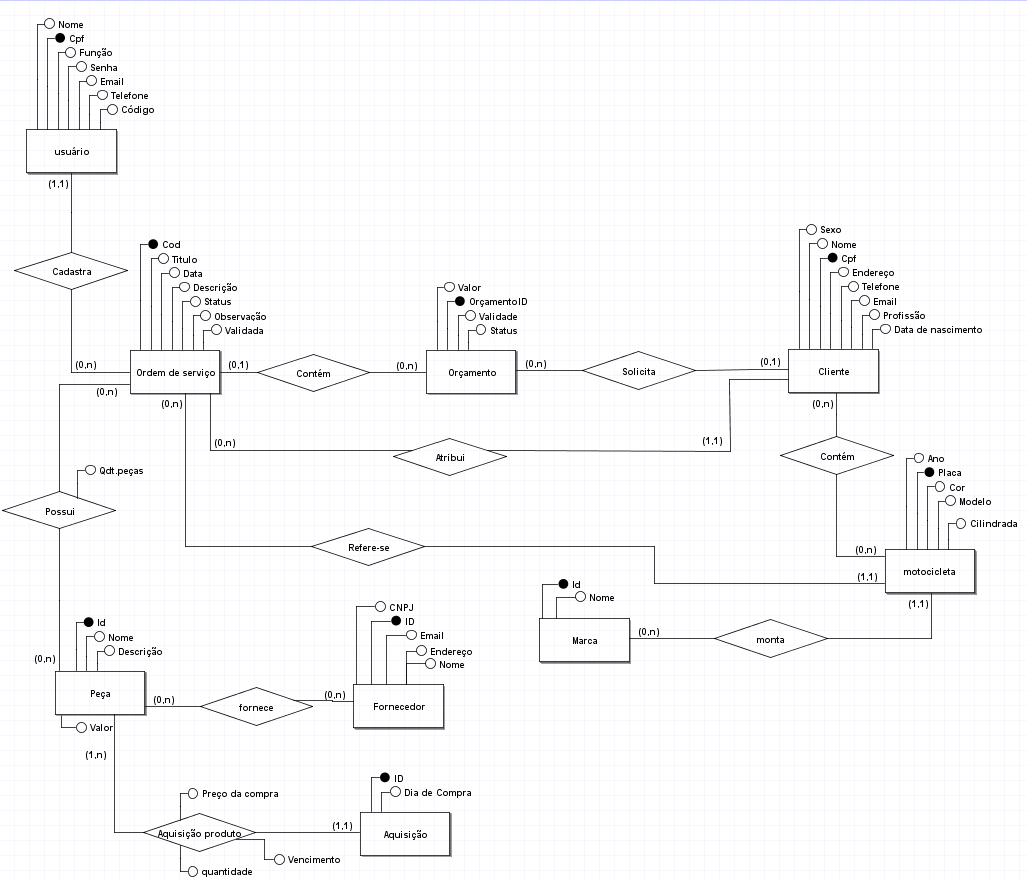 Nome
Cpf
Função
Senha
Email
Telefone
Código
usuário
(1,1)
Cadastra
(0,n)
Cod
Titulo
Data
Descrição
Status
Observação
Validada
Ordem de serviço
(0,1)
Contém
(0,n)
Valor
OrçamentoID
Validade
Status
Orçamento
(0,n)
Solicita
(0,1)
Sexo
Nome
Cpf
Endereço
Telefone
Email
Profissão
Data de nascimento
Cliente
(0,n)
(0,n)
(0,n)
(0,n)
Atribui
(1,1)
Contém
(0,n)
Qdt.peças
Possui
(0,n)
Refere-se
(1,1)
Ano
Placa
Cor
Modelo
Cilindrada
motocicleta
(1,1)
Id
Nome
Marca
(0,n)
monta
Id
Nome
Descrição
Peça
Valor
(0,n)
fornece
(0,n)
CNPJ
ID
Email
Endereço
Nome
Fornecedor
(1,n)
Preço da compra
Aquisição produto
quantidade
Vencimento
(1,1)
ID
Dia de Compra
Aquisição